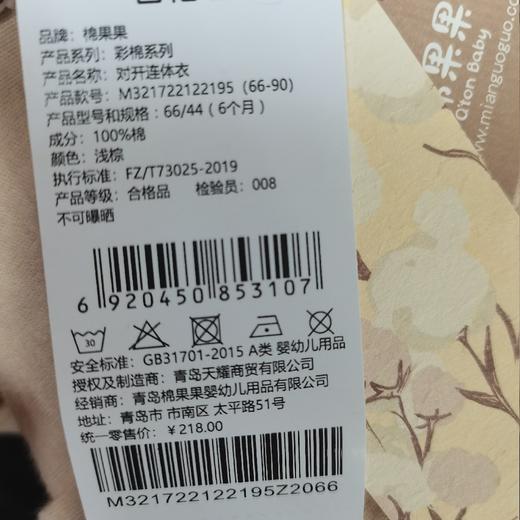 品牌：棉果果
产品系列：彩棉系列
产品名称：对开连体衣
产品款号：M321722122195（66-90）
产品型号和规格：66/44（6个月）
成分：100%棉
颜色：浅棕
执行标准：FZ/T73025-2019
产品等级：合格品 检验员：008
不可曝晒
6 920450 853107
30
安全标准：GB31701-2015 A类 婴幼儿用品
授权及制造商：青岛天耀商贸有限公司
经销商：青岛棉果果婴幼儿用品有限公司
地址：青岛市 市南区 太平路51号
统一零售价：￥218.00
M321722122195Z2066
果果
Q'ton Baby
www.mianguoguo.co